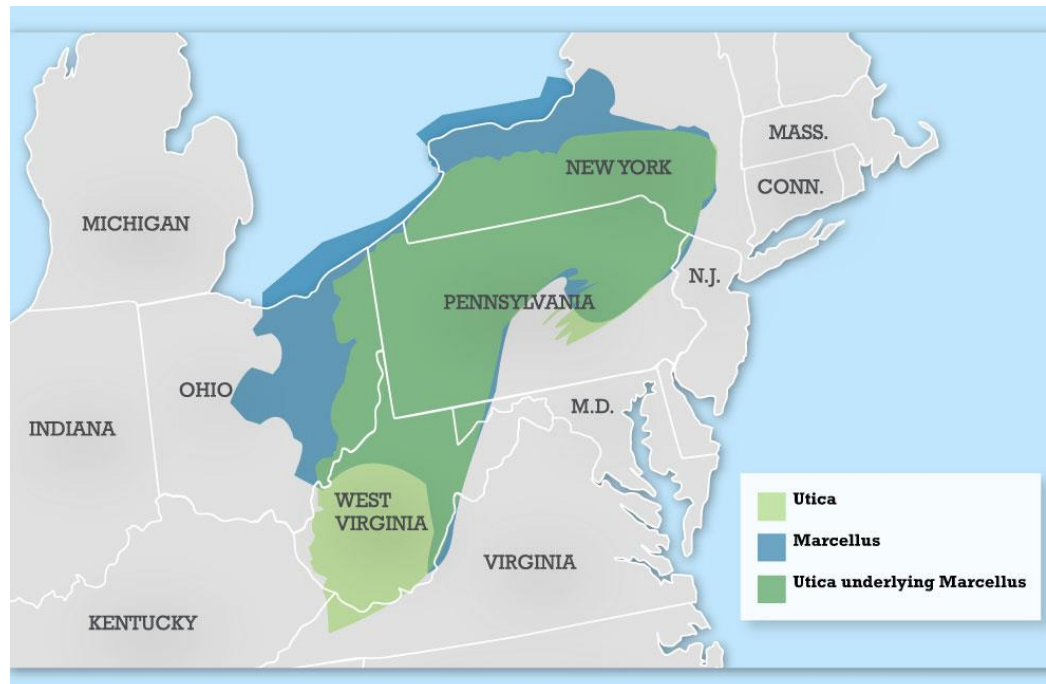 MASS.
NEW YORK
CONN.
MICHIGAN
N.J.
PENNSYLVANIA
OHIO
M.D.
INDIANA
WEST
VIRGINIA
VIRGINIA
KENTUCKY
Utica
Marcellus
Utica underlying Marcellus